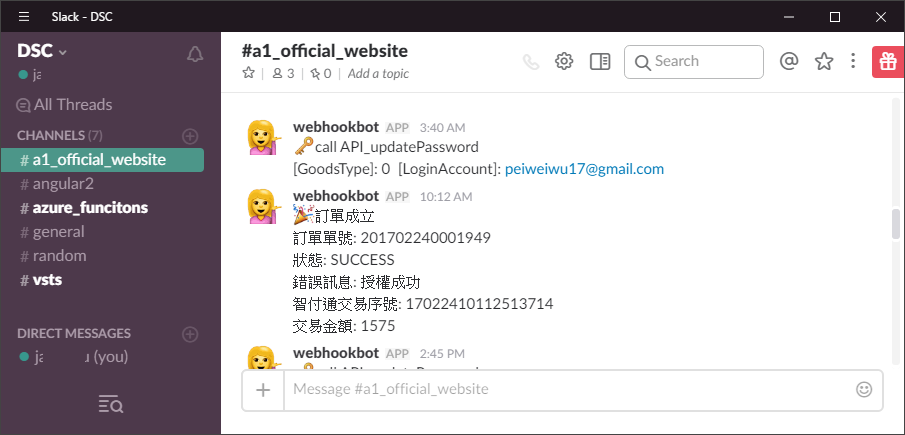 Slack - DSC
DSC
ja
All Threads
CHANNELS (7)
# a1_official_website
# angular2
# azure_funcitons
# general
# random
# vsts
DIRECT MESSAGES
ja u (you)
#a1_official_website
3 0 Add a topic
Search
webhookbot APP 3:40 AM
call API_updatePassword
[GoodsType]: 0 [LoginAccount]: peiweiwu17@gmail.com
webhookbot APP 10:12 AM
訂單成立
訂單單號: 201702240001949
狀態: SUCCESS
錯誤訊息: 授權成功
智付通交易序號: 17022410112513714
交易金額: 1575
webhookbot APP 2:45 PM
Message #a1_official_website